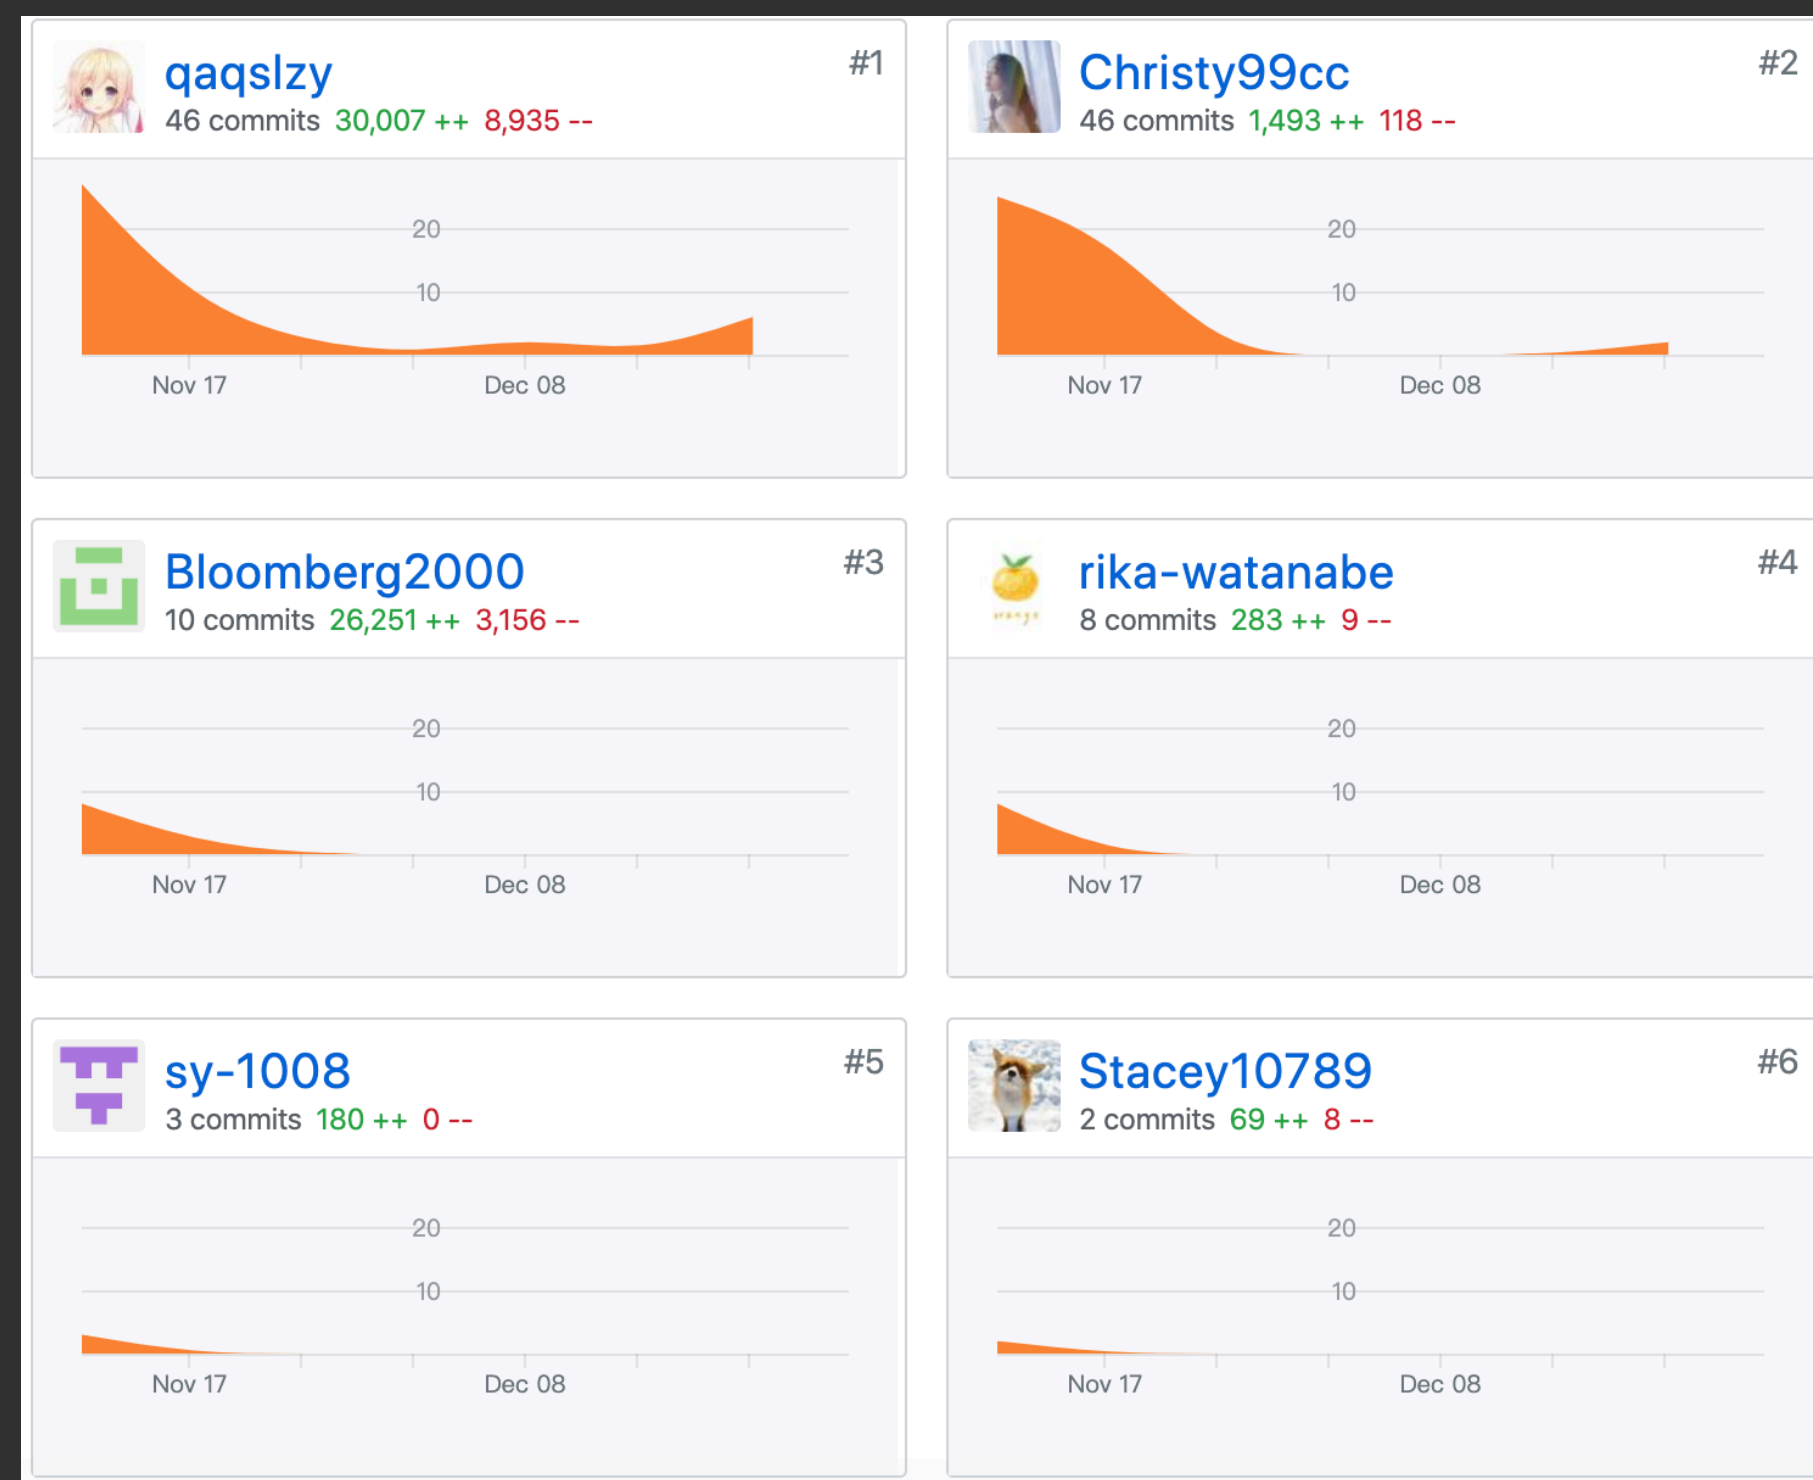 qaqslzy #1
46 commits 30,007 ++ 8,935 --
20
10
Nov 17 Dec 08
Christy99cc #2
46 commits 1,493 ++ 118 --
20
10
Nov 17 Dec 08
Bloomberg2000 #3
10 commits 26,251 ++ 3,156 --
20
10
Nov 17 Dec 08
rika-watanabe #4
8 commits 283 ++ 9 --
20
10
Nov 17 Dec 08
sy-1008 #5
3 commits 180 ++ 0 --
20
10
Nov 17 Dec 08
Stacey10789 #6
2 commits 69 ++ 8 --
20
10
Nov 17 Dec 08